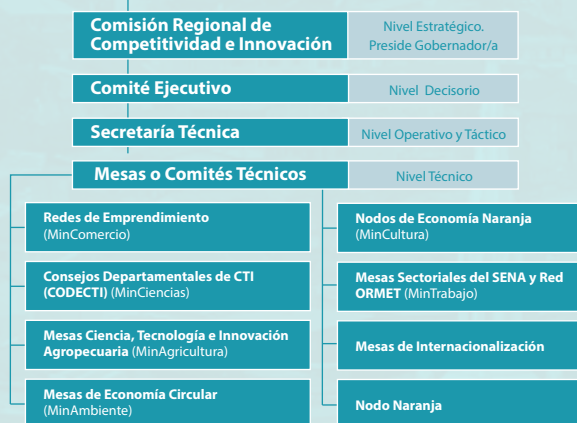 Comisión Regional de
Competitividad e Innovación
Nivel Estratégico.
Preside Gobernador/a
Comité Ejecutivo
Nivel Decisorio
Secretaría Técnica
Nivel Operativo y Táctico
Mesas o Comités Técnicos
Nivel Técnico
Redes de Emprendimiento
(MinComercio)
Consejos Departamentales de CTI
(CODECTI) (MinCiencias)
Mesas Ciencia, Tecnología e Innovación
Agropecuaria (MinAgricultura)
Mesas de Economía Circular
(MinAmbiente)
Nodos de Economía Naranja
(MinCultura)
Mesas Sectoriales del SENA y Red
ORMET (MinTrabajo)
Mesas de Internacionalización
Nodo Naranja